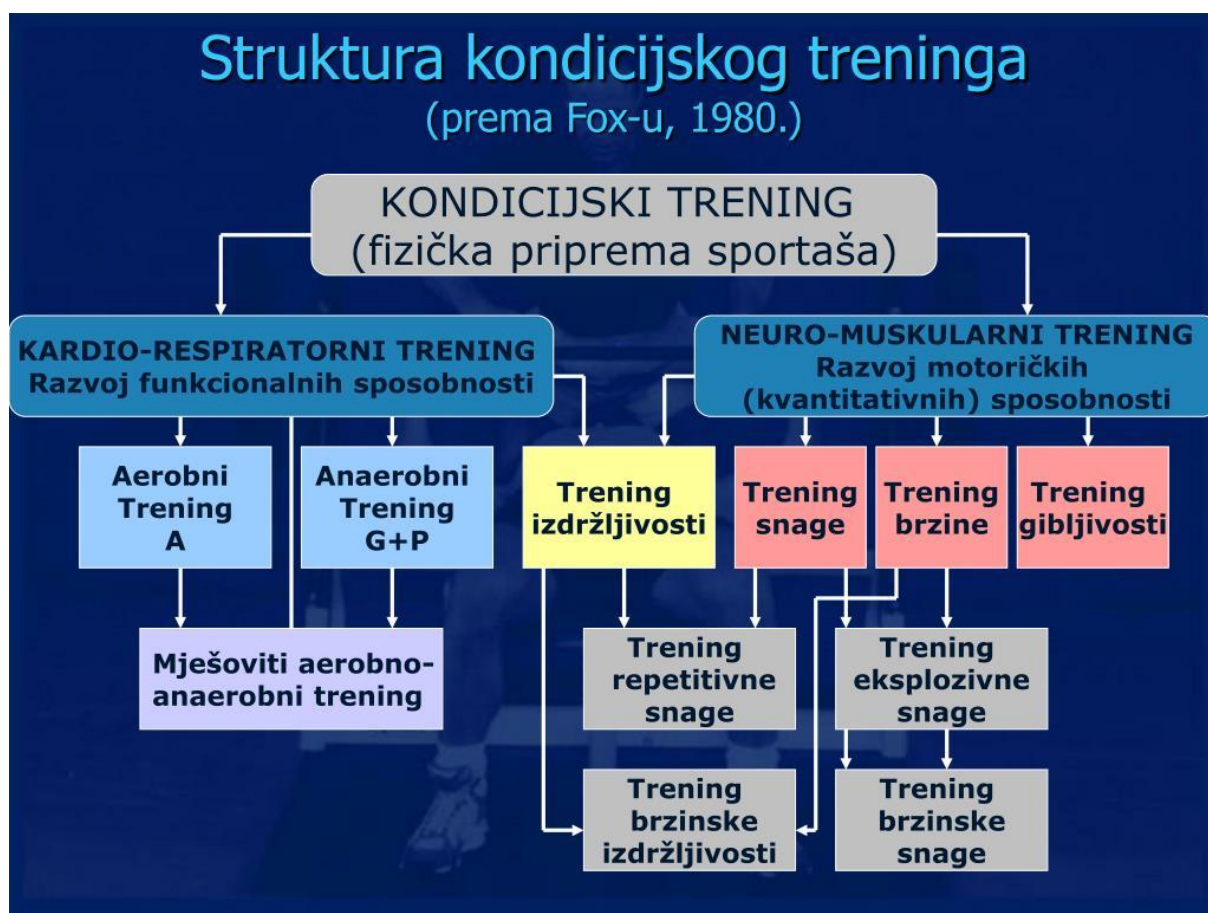 Struktura kondicijskog treninga
(prema Fox-u, 1980.)
KONDICIJSKI TRENING
(fizička priprema sportaša)
KARDIO-RESPIRATORNI TRENING
Razvoj funkcionalnih sposobnosti
NEURO-MUSKULARNI TRENING
Razvoj motoričkih
(kvantitativnih) sposobnosti
Aerobni
Trening
A
Anaerobni
Trening
G+P
Trening
izdržljivosti
Trening
snage
Trening
brzine
Trening
gibljivosti
Mješoviti aerobno-
anaerobni trening
Trening
repetitivne
snage
Trening
eksplozivne
snage
Trening
brzinske
izdržljivosti
Trening
brzinske
snage